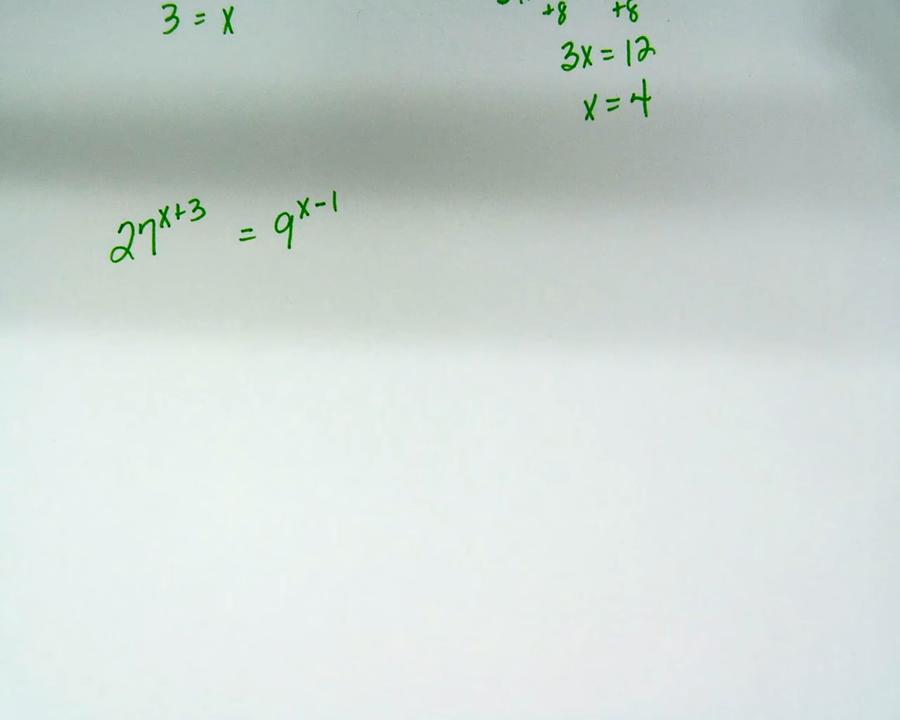 3 = x
+8 +8
3x = 12
x = 4
27^{x+3} = 9^{x-1}